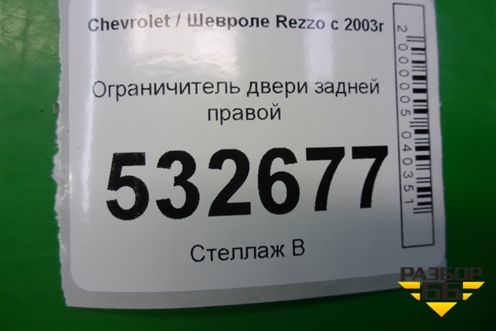 Chevrolet / Шевроле Rezzo с 2003г
Ограничитель двери задней
правой
532677
Стеллаж В
2000005040351
РАЗБОР
66